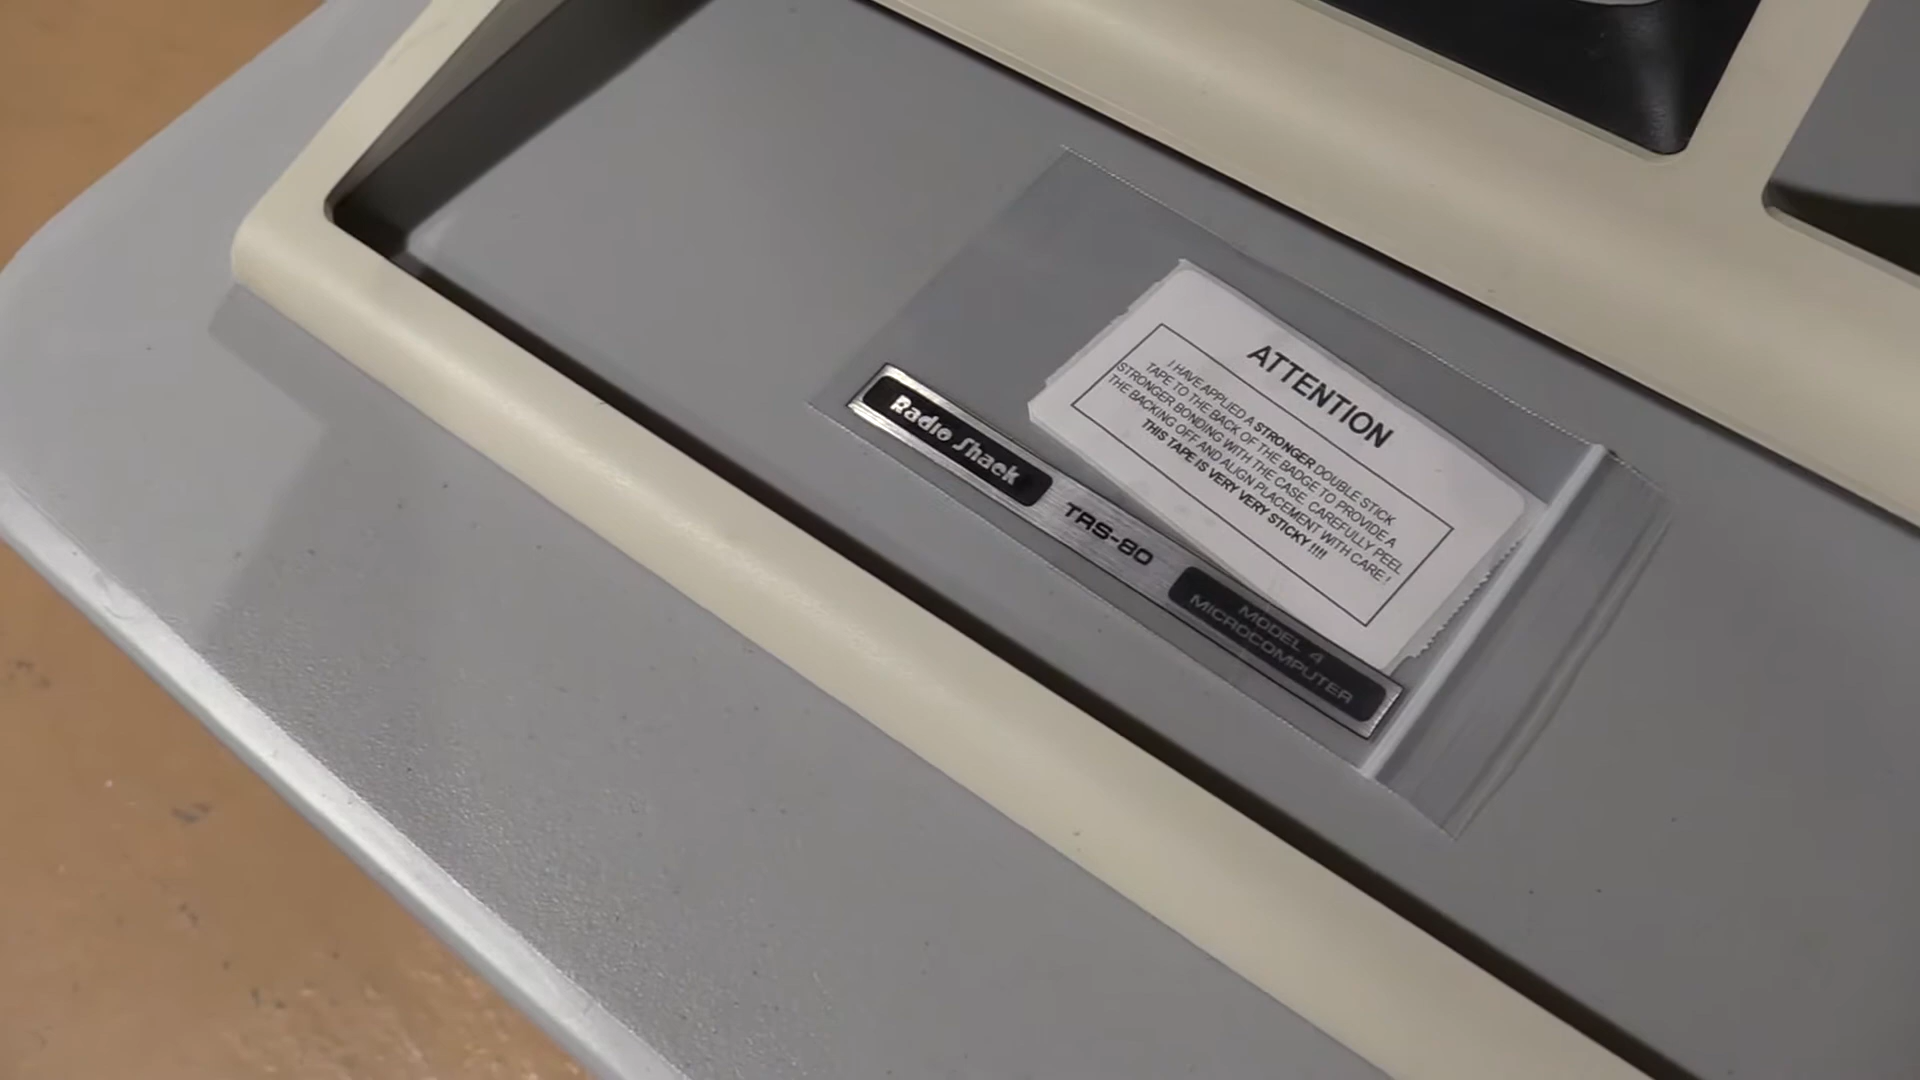 ATTENTION
I HAVE APPLIED A STRONGER DOUBLE STICK
TAPE TO THE BACK OF THE BADGE TO PROVIDE A
STRONGER BONDING WITH THE CASE. CAREFULLY PEEL
THE BACKING OFF AND ALIGN PLACEMENT WITH CARE !
THIS TAPE IS VERY VERY STICKY !!!!
Radio Shack
TRS-80
MODEL 4
MICROCOMPUTER